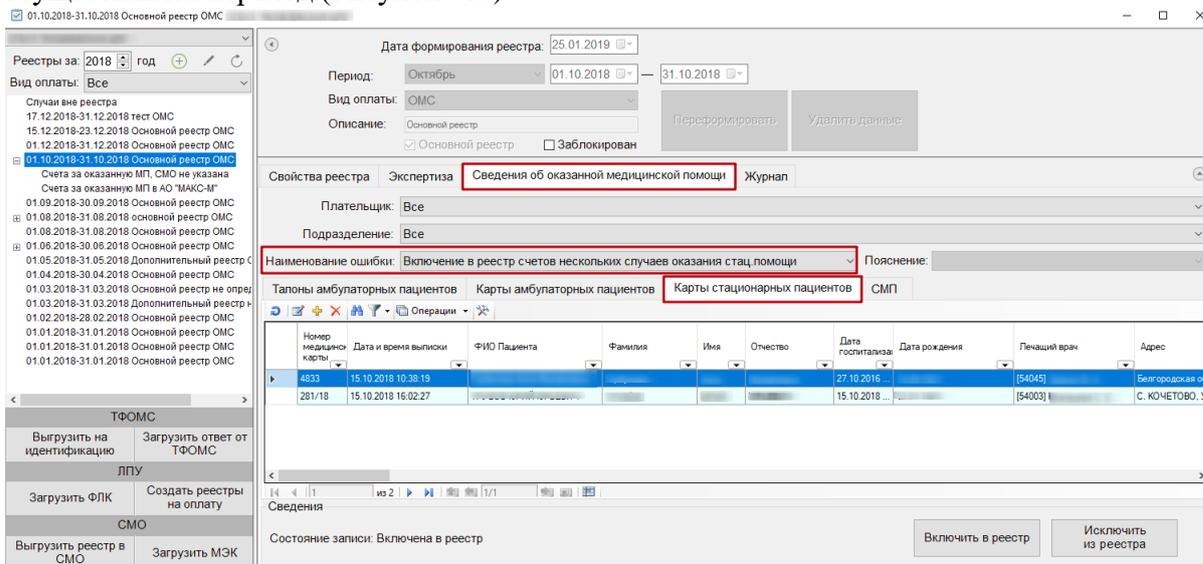 01.10.2018-31.10.2018 Основной реестр ОМС
Реестры за: 2018 год
Вид оплаты: Все
Случаи вне реестра
17.12.2018-31.12.2018 тест ОМС
15.12.2018-23.12.2018 Основной реестр ОМС
01.12.2018-31.12.2018 Основной реестр ОМС
01.10.2018-31.10.2018 Основной реестр ОМС
Счета за оказанную МП, СМО не указана
Счета за оказанную МП в АО "МАКС-М"
01.09.2018-30.09.2018 Основной реестр ОМС
01.08.2018-31.08.2018 основной реестр ОМС
01.08.2018-31.08.2018 Основной реестр ОМС
01.06.2018-30.06.2018 Основной реестр ОМС
01.05.2018-31.05.2018 Дополнительный реестр
01.04.2018-30.04.2018 Основной реестр ОМС
01.03.2018-31.03.2018 Основной реестр не опред
01.03.2018-31.03.2018 Дополнительный реестр н
01.02.2018-28.02.2018 Основной реестр ОМС
01.01.2018-31.01.2018 Основной реестр ОМС
01.01.2018-31.01.2018 Основной реестр ОМС
01.01.2018-31.01.2018 Основной реестр ОМС
ТФОМС
Выгрузить на идентификацию
Загрузить ответ от ТФОМС
ЛПУ
Загрузить ФЛК
Создать реестры на оплату
СМО
Выгрузить реестр в СМО
Загрузить МЭК
Дата формирования реестра: 25.01.2019
Период: Октябрь 01.10.2018 — 31.10.2018
Вид оплаты: ОМС
Описание: Основной реестр
Переформировать Удалить данные
Основной реестр Заблокирован
Свойства реестра Экспертиза Сведения об оказанной медицинской помощи Журнал
Плательщик: Все
Подразделение: Все
Наименование ошибки: Включение в реестр счетов нескольких случаев оказания стац.помощи Пояснение:
Талоны амбулаторных пациентов Карты амбулаторных пациентов Карты стационарных пациентов СМП
Операции
Номер медицинск карты Дата и время выписки ФИО Пациента Фамилия Имя Отчество Дата госпитализа Дата рождения Лечащий врач Адрес
4833 15.10.2018 10:38:19 27.10.2016 ... [54045] Белгородская о
281/18 15.10.2018 16:02:27 15.10.2018 ... [54003] С. КОЧЕТОВО,
1 из 2 1/1
Сведения
Состояние записи: Включена в реестр
Включить в реестр
Исключить из реестра